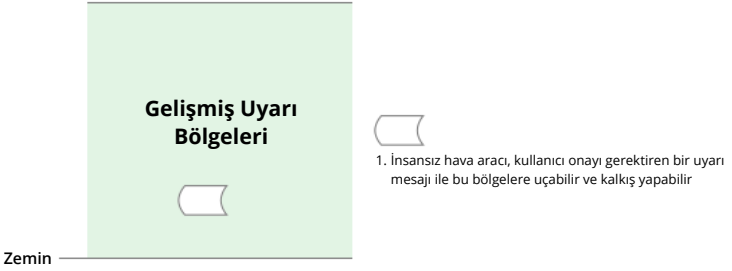 Gelişmiş Uyarı
Bölgeleri
1. İnsansız hava aracı, kullanıcı onayı gerektiren bir uyarı
mesajı ile bu bölgelere uçabilir ve kalkış yapabilir
Zemin